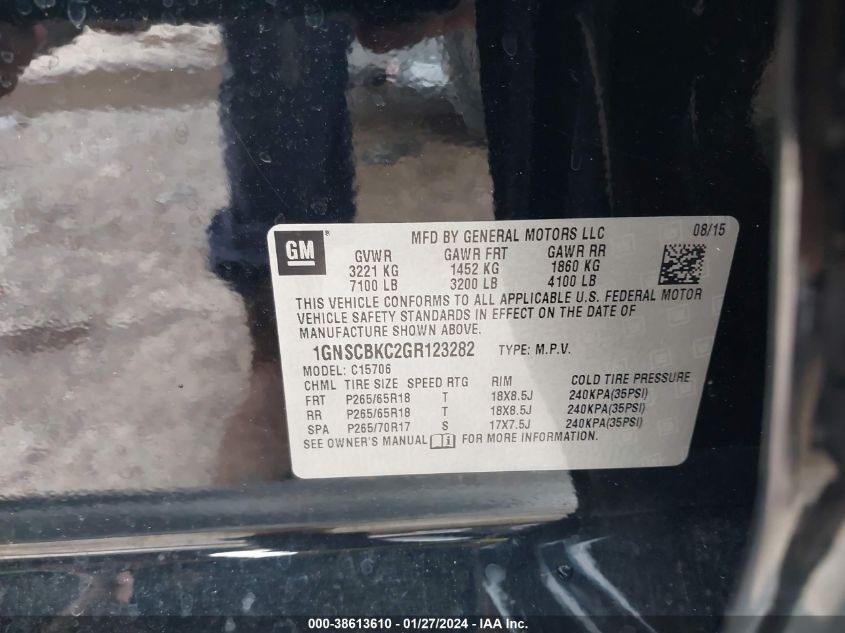 GM®
MFD BY GENERAL MOTORS LLC 08/15
GVWR GAWR FRT GAWR RR
3221 KG 1452 KG 1860 KG
7100 LB 3200 LB 4100 LB
THIS VEHICLE CONFORMS TO ALL APPLICABLE U.S. FEDERAL MOTOR
VEHICLE SAFETY STANDARDS IN EFFECT ON THE DATE OF
MANUFACTURE SHOWN ABOVE.
1GNSCBKC2GR123282 TYPE: M.P.V.
MODEL: C15706
CHML TIRE SIZE SPEED RTG RIM COLD TIRE PRESSURE
FRT P265/65R18 T 18X8.5J 240KPA(35PSI)
RR P265/65R18 T 18X8.5J 240KPA(35PSI)
SPA P265/70R17 S 17X7.5J 240KPA(35PSI)
SEE OWNER'S MANUAL FOR MORE INFORMATION.
000-38613610 - 01/27/2024 - IAA Inc.